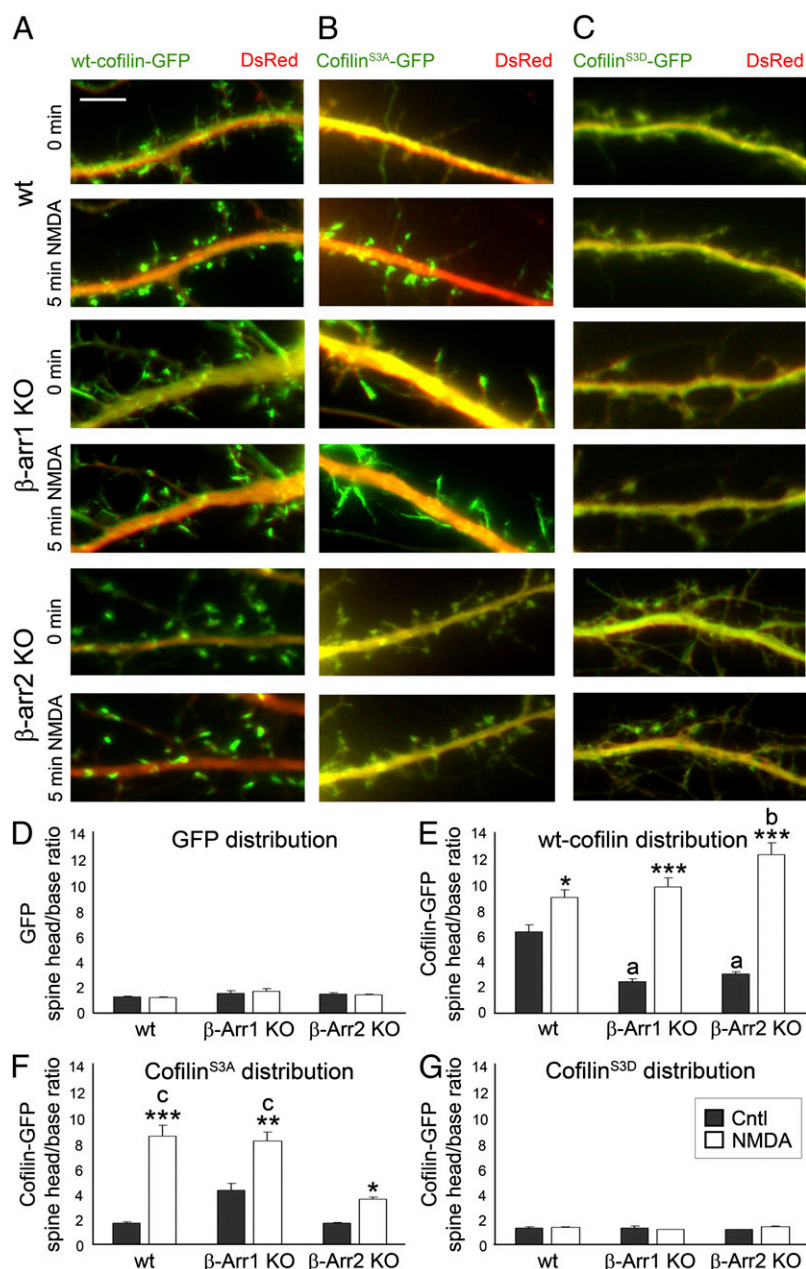 A B C
wt-cofilin-GFP DsRed Cofilin^S3A-GFP DsRed Cofilin^S3D-GFP DsRed
wt
0 min
5 min NMDA
β-arr1 KO
0 min
5 min NMDA
β-arr2 KO
0 min
5 min NMDA
D
GFP distribution
GFP
spine head/base ratio
14
12
10
8
6
4
2
0
wt β-Arr1 KO β-Arr2 KO
E
wt-cofilin distribution
Cofilin-GFP
spine head/base ratio
14
12
10
8
6
4
2
0
*
a
***
a
b
***
wt β-Arr1 KO β-Arr2 KO
F
Cofilin^S3A distribution
Cofilin-GFP
spine head/base ratio
14
12
10
8
6
4
2
0
c
***
c
**
*
wt β-Arr1 KO β-Arr2 KO
G
Cofilin^S3D distribution
Cofilin-GFP
spine head/base ratio
14
12
10
8
6
4
2
0
Cntl
NMDA
wt β-Arr1 KO β-Arr2 KO